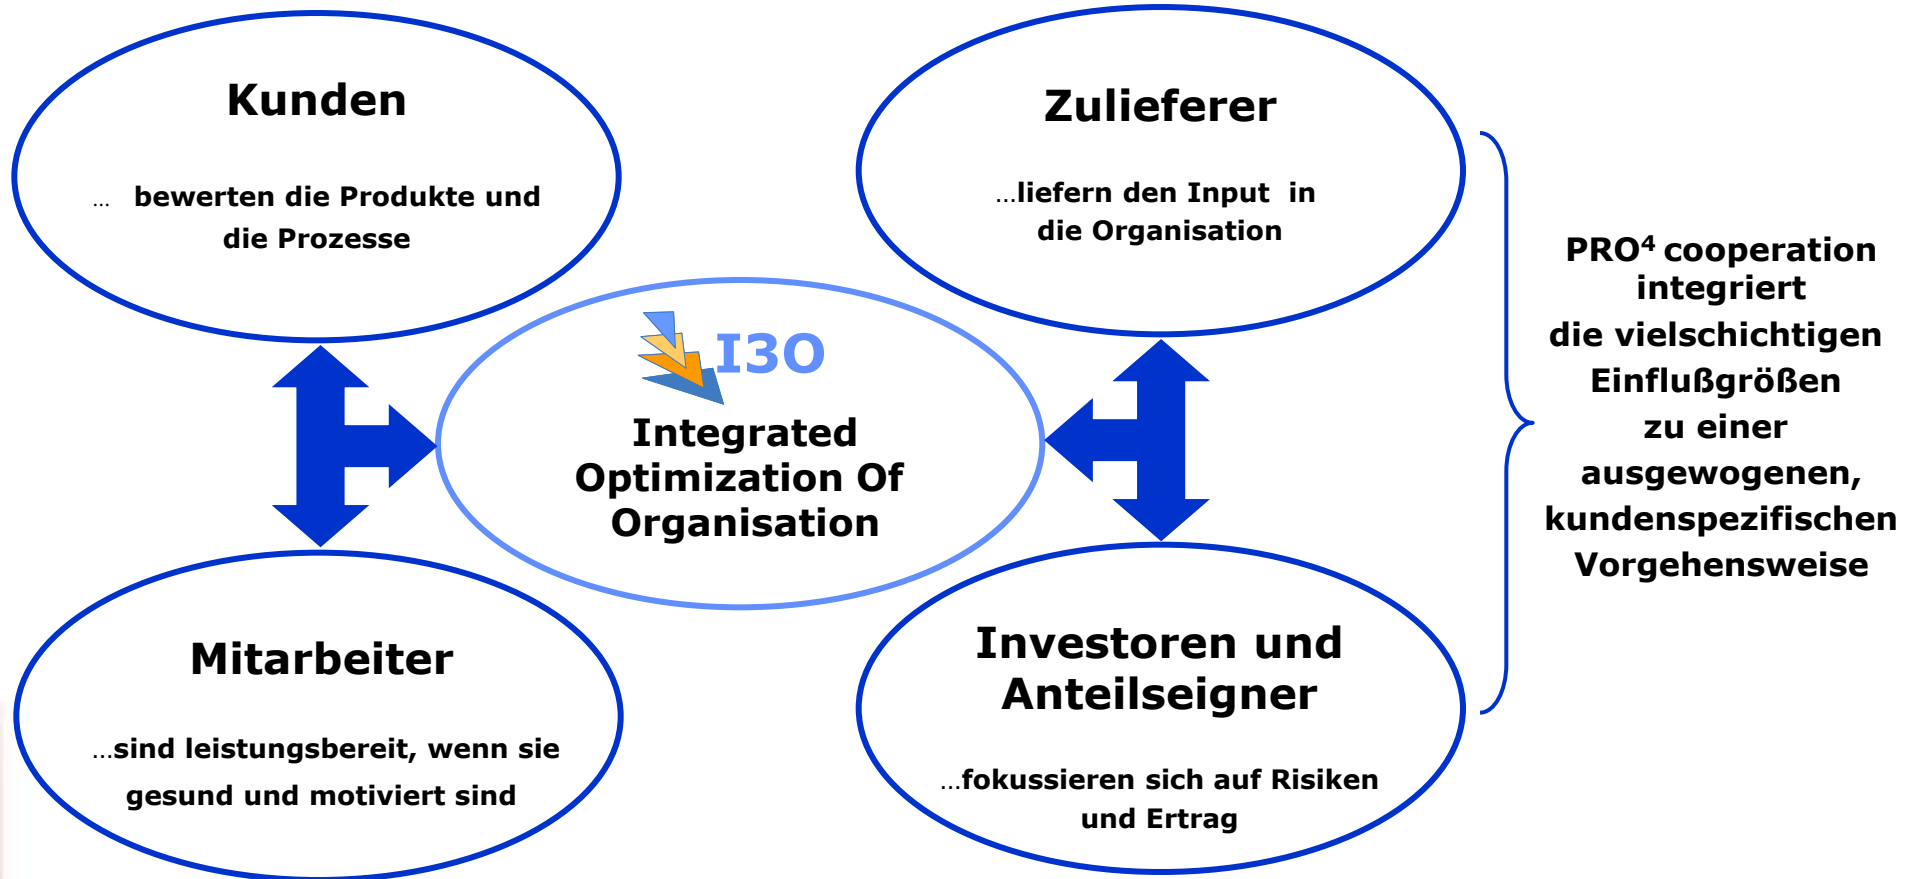 Kunden
... bewerten die Produkte und
die Prozesse
Zulieferer
...liefern den Input in
die Organisation
I3O
Integrated
Optimization Of
Organisation
Mitarbeiter
...sind leistungsbereit, wenn sie
gesund und motiviert sind
Investoren und
Anteilseigner
...fokussieren sich auf Risiken
und Ertrag
PRO⁴ cooperation
integriert
die vielschichtigen
Einflußgrößen
zu einer
ausgewogenen,
kundenspezifischen
Vorgehensweise